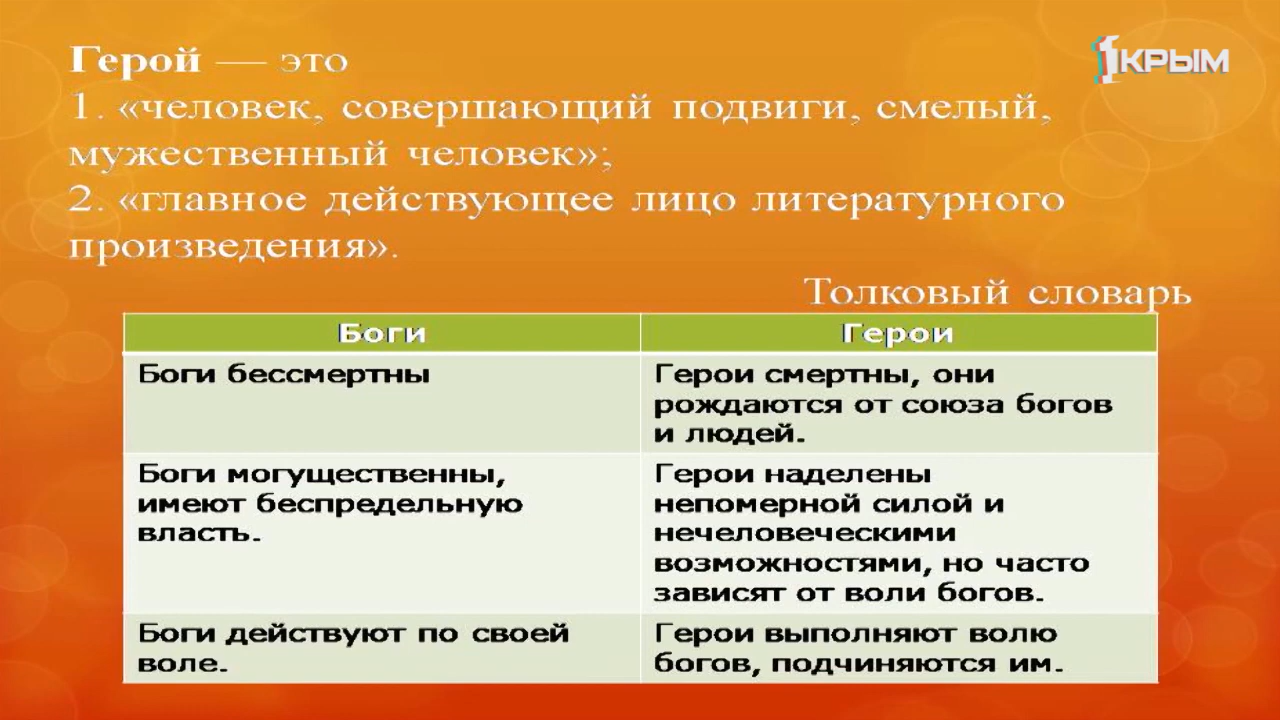 1КРЫМ
Герой — это
1. «человек, совершающий подвиги, смелый,
мужественный человек»;
2. «главное действующее лицо литературного
произведения».
Толковый словарь
Боги
Герои
Боги бессмертны
Герои смертны, они
рождаются от союза богов
и людей.
Боги могущественны,
имеют беспредельную
власть.
Герои наделены
непомерной силой и
нечеловеческими
возможностями, но часто
зависят от воли богов.
Боги действуют по своей
воле.
Герои выполняют волю
богов, подчиняются им.